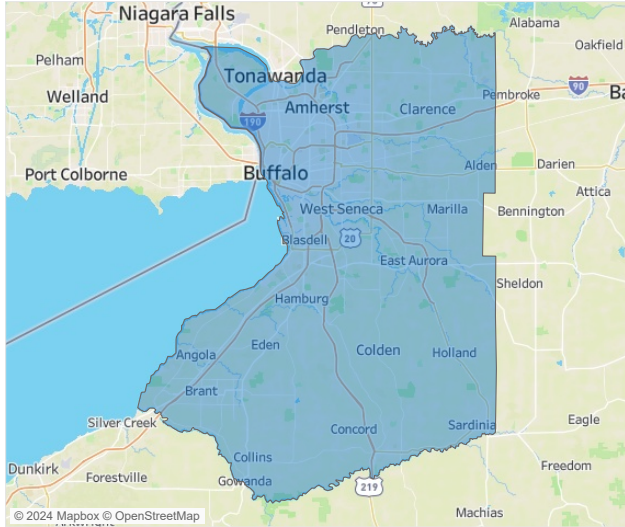 Niagara Falls
Pendleton
Alabama
Oakfield
Pelham
Tonawanda
Welland
Amherst
Clarence
Pembroke
90
Ba
190
Port Colborne
Buffalo
Alden
Darien
Attica
West Seneca
Marilla
Bennington
Blasdell
20
East Aurora
Sheldon
Hamburg
Angola
Eden
Colden
Holland
Brant
Silver Creek
Concord
Sardinia
Eagle
Dunkirk
Forestville
Collins
Gowanda
219
Freedom
© 2024 Mapbox © OpenStreetMap
Machias